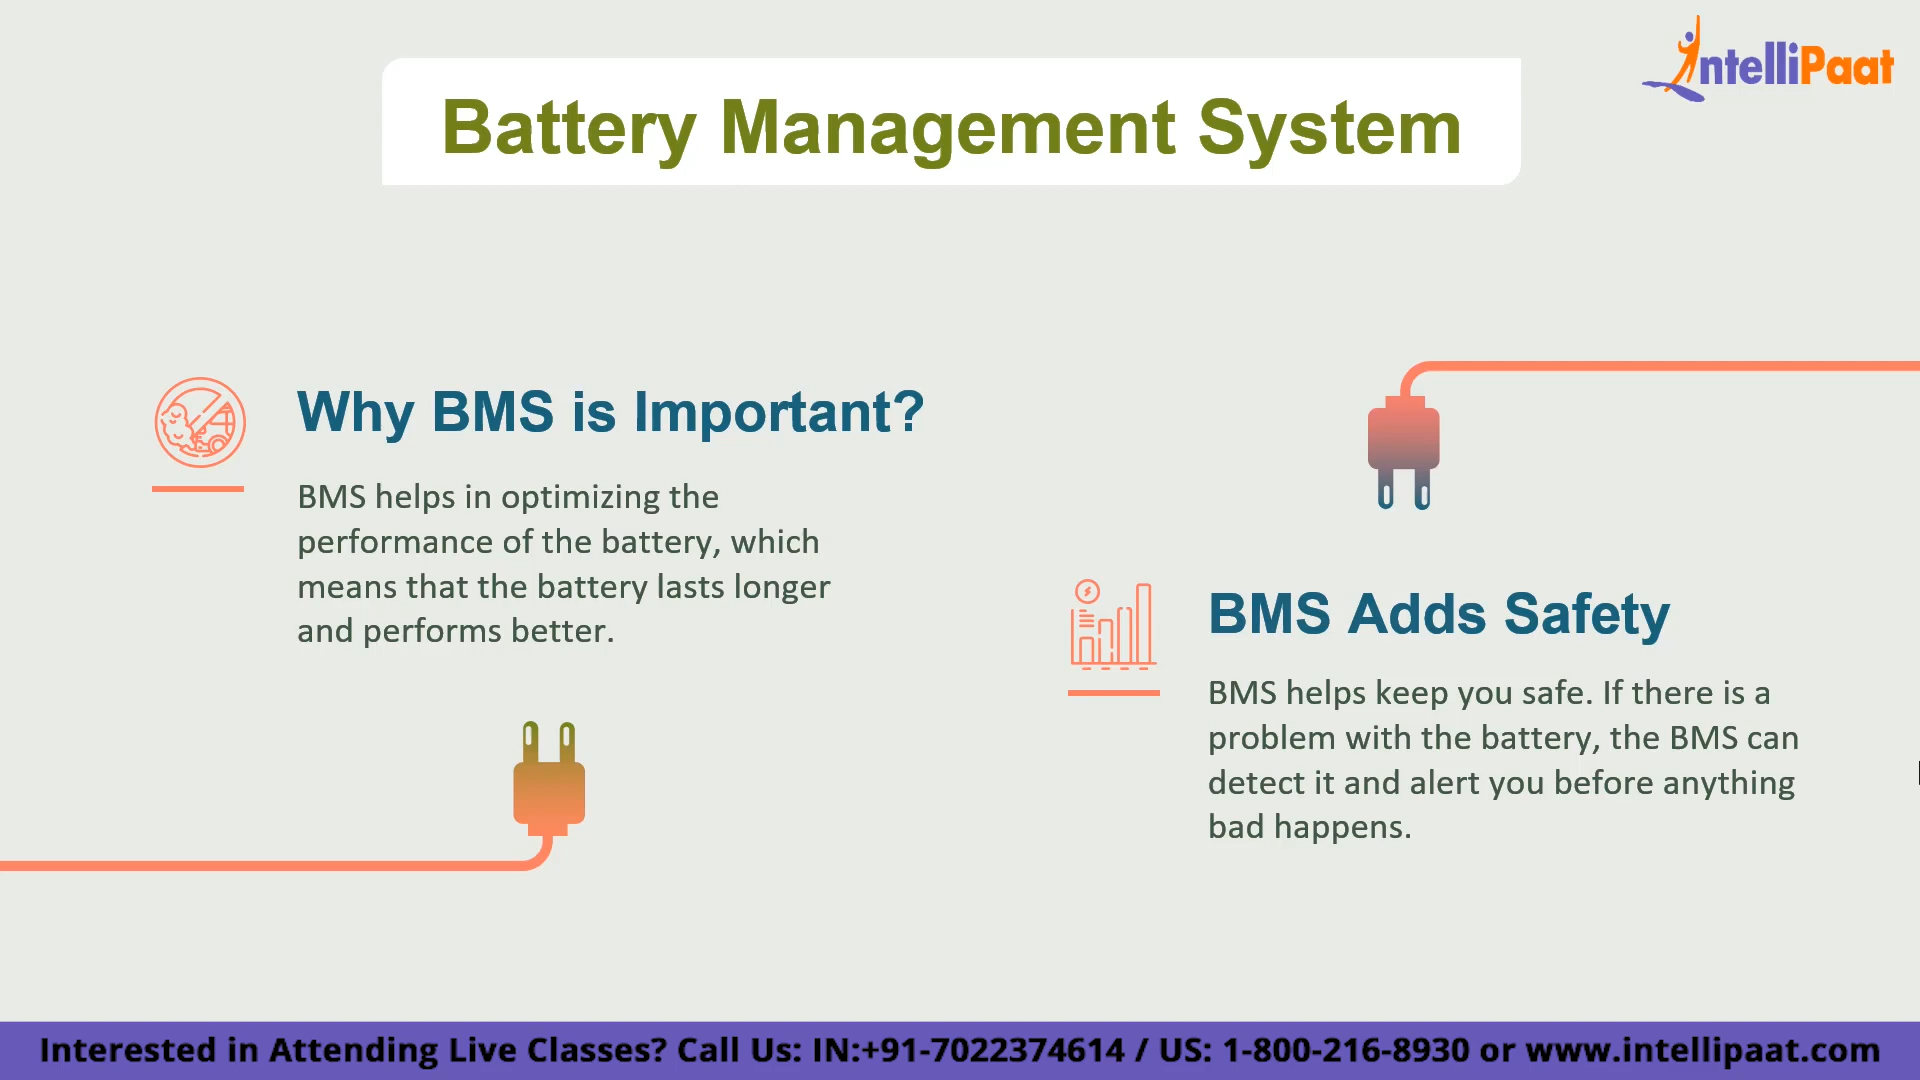 IntelliPaat
Battery Management System
Why BMS is Important?
BMS helps in optimizing the
performance of the battery, which
means that the battery lasts longer
and performs better.
BMS Adds Safety
BMS helps keep you safe. If there is a
problem with the battery, the BMS can
detect it and alert you before anything
bad happens.
Interested in Attending Live Classes? Call Us: IN:+91-7022374614 / US: 1-800-216-8930 or www.intellipaat.com